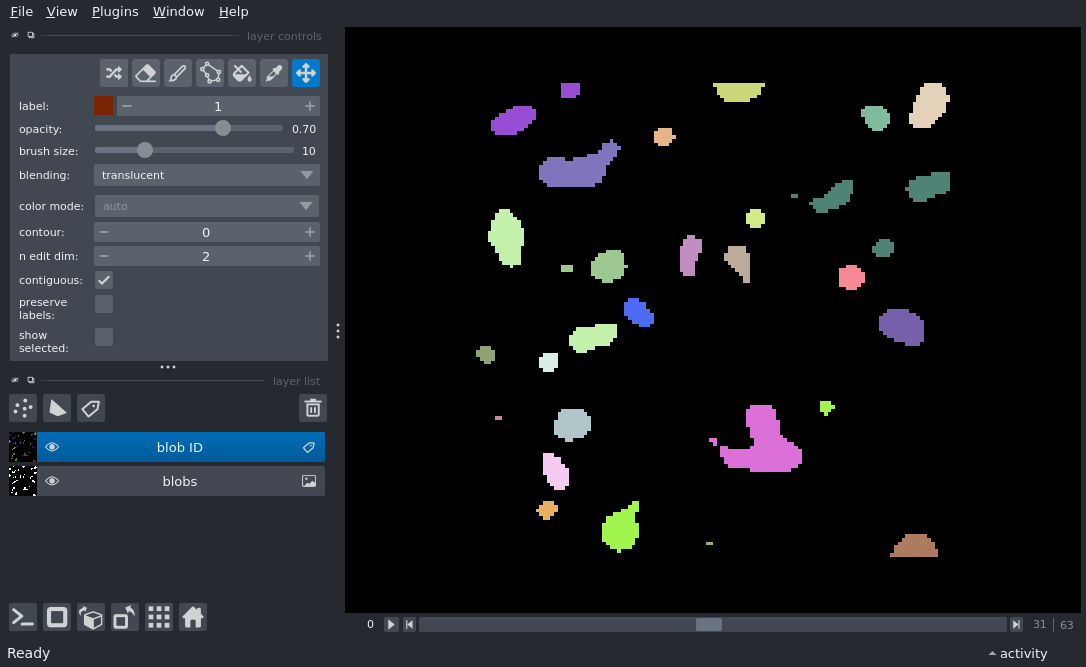 File View Plugins Window Help
layer controls
label: 1
opacity: 0.70
brush size: 10
blending: translucent
color mode: auto
contour: 0
n edit dim: 2
contiguous:
preserve
labels:
show
selected:
layer list
blob ID
blobs
0 31 | 63
Ready activity